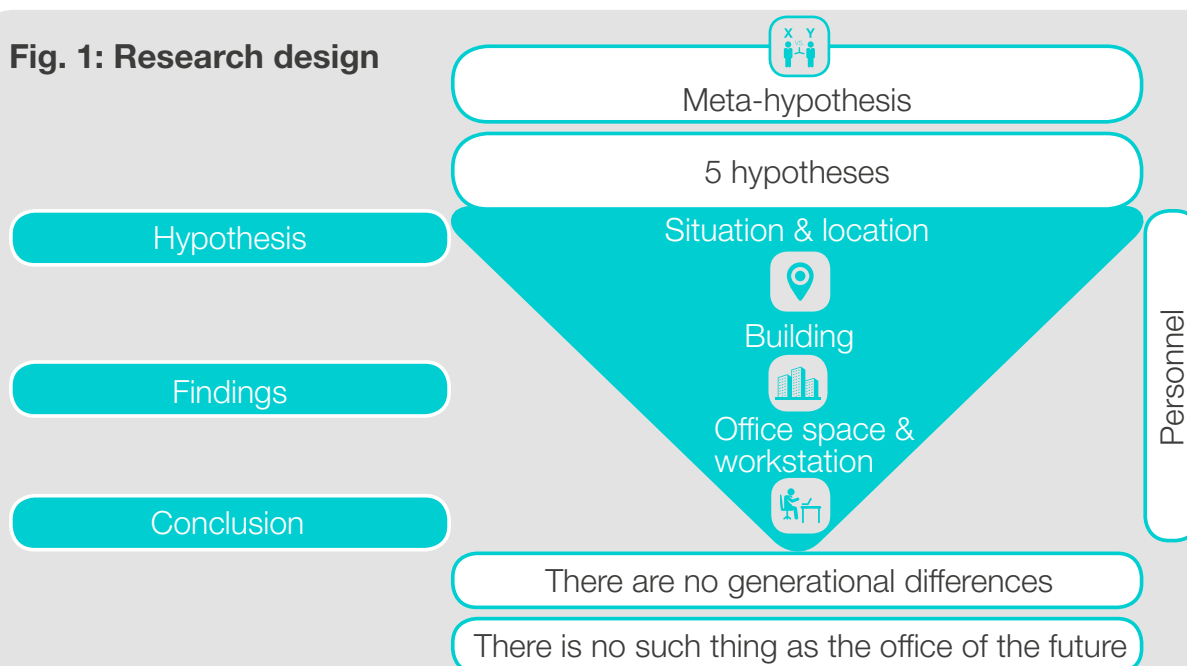 Fig. 1: Research design
X Y
VS.
Meta-hypothesis
5 hypotheses
Hypothesis
Situation & location
Building
Findings
Office space &
workstation
Conclusion
Personnel
There are no generational differences
There is no such thing as the office of the future